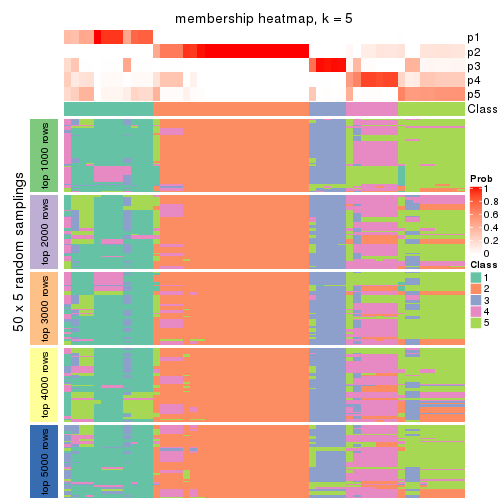 membership heatmap, k = 5
p1
p2
p3
p4
p5
Class
50 x 5 random samplings
top 1000 rows
top 2000 rows
top 3000 rows
top 4000 rows
top 5000 rows
Prob
1
0.8
0.6
0.4
0.2
0
Class
1
2
3
4
5